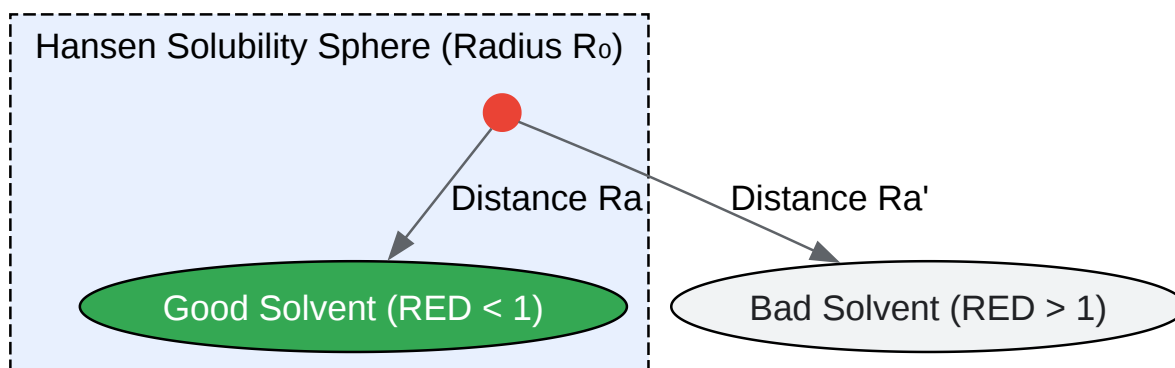 Hansen Solubility Sphere (Radius R₀)
Distance Ra
Distance Ra'
Good Solvent (RED < 1)
Bad Solvent (RED > 1)